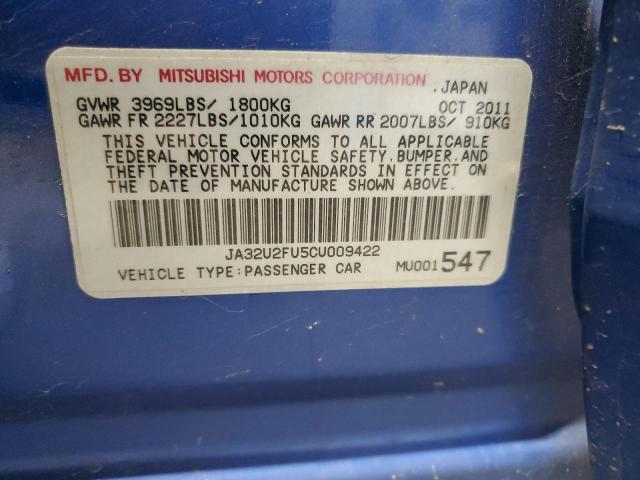 MFD. BY MITSUBISHI MOTORS CORPORATION, JAPAN
GVWR 3969LBS/ 1800KG OCT 2011
GAWR FR 2227LBS/1010KG GAWR RR 2007LBS/ 910KG
THIS VEHICLE CONFORMS TO ALL APPLICABLE
FEDERAL MOTOR VEHICLE SAFETY, BUMPER, AND
THEFT PREVENTION STANDARDS IN EFFECT ON
THE DATE OF MANUFACTURE SHOWN ABOVE.
JA32U2FU5CU009422
VEHICLE TYPE:PASSENGER CAR MU001547